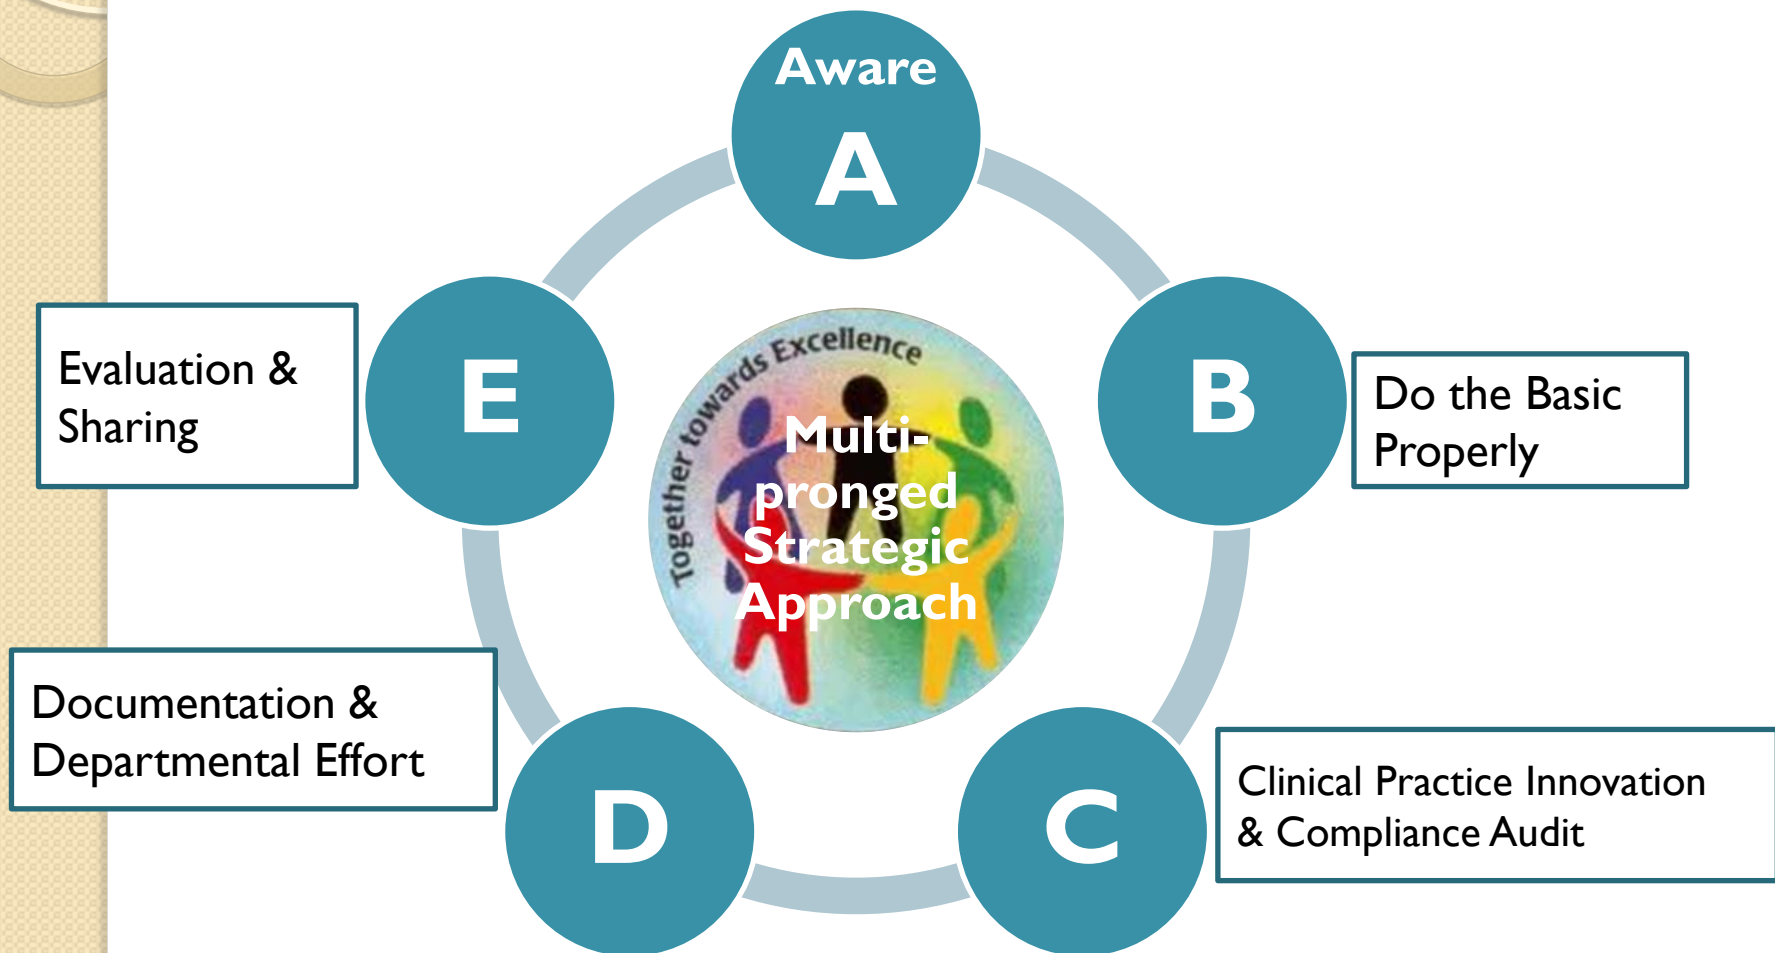 Aware
A
B
Do the Basic
Properly
C
Clinical Practice Innovation
& Compliance Audit
D
Documentation &
Departmental Effort
E
Evaluation &
Sharing
Together towards Excellence
Multi-
pronged
Strategic
Approach